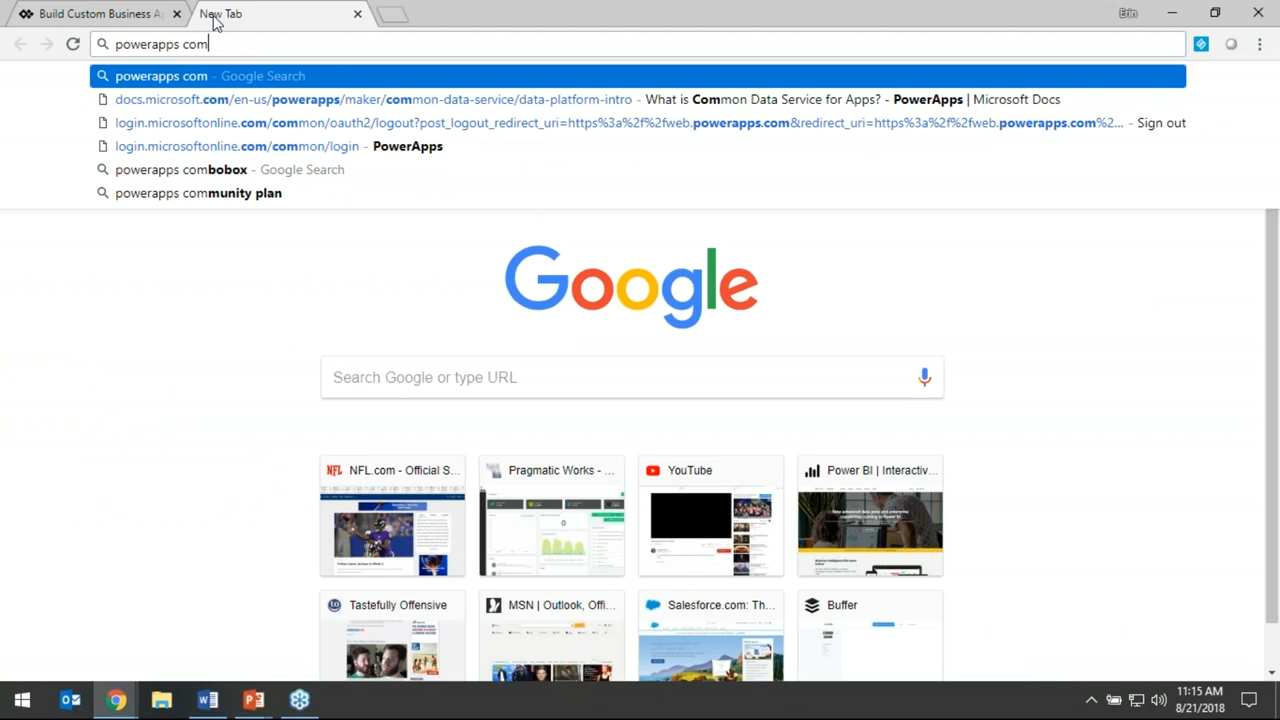 Build Custom Business Ap
New Tab
Erin
powerapps com
powerapps com - Google Search
docs.microsoft.com/en-us/powerapps/maker/common-data-service/data-platform-intro - What is Common Data Service for Apps? - PowerApps | Microsoft Docs
login.microsoftonline.com/common/oauth2/logout?post_logout_redirect_uri=https%3a%2f%2fweb.powerapps.com&redirect_uri=https%3a%2f%2fweb.powerapps.com%2... - Sign out
login.microsoftonline.com/common/login - PowerApps
powerapps combobox - Google Search
powerapps community plan
Google
Search Google or type URL
NFL NFL.com - Official S...
Pragmatic Works - ...
YouTube
Power BI | Interactiv...
Tastefully Offensive
MSN | Outlook, Offi...
Salesforce.com: Th...
Buffer
11:15 AM
8/21/2018